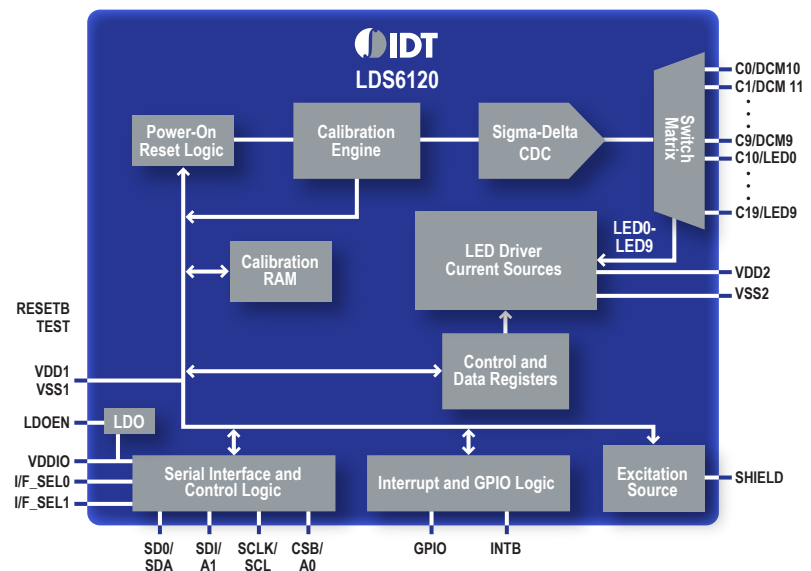 IDT
LDS6120
Power-On
Reset Logic
Calibration
Engine
Sigma-Delta
CDC
Switch
Matrix
C0/DCM10
C1/DCM 11
C9/DCM9
C10/LED0
C19/LED9
LED0-
LED9
LED Driver
Current Sources
VDD2
VSS2
Calibration
RAM
RESETB
TEST
VDD1
VSS1
Control and
Data Registers
LDOEN
LDO
VDDIO
I/F_SEL0
I/F_SEL1
Serial Interface and
Control Logic
Interrupt and GPIO Logic
Excitation
Source
SHIELD
SD0/
SDA
SDI/
A1
SCLK/
SCL
CSB/
A0
GPIO
INTB